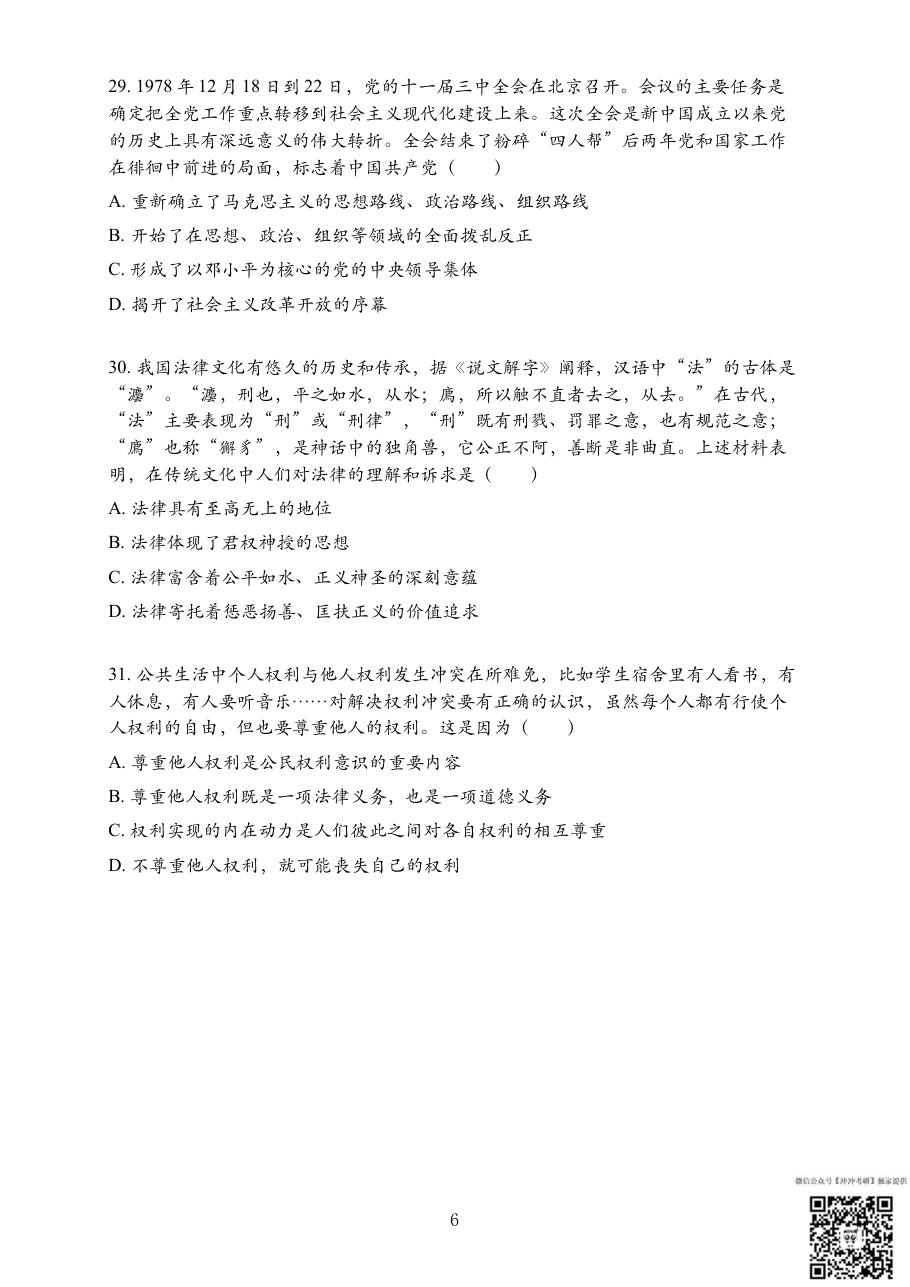 29. 1978 年 12 月 18 日到 22 日，党的十一届三中全会在北京召开。会议的主要任务是
确定把全党工作重点转移到社会主义现代化建设上来。这次全会是新中国成立以来党
的历史上具有深远意义的伟大转折。全会结束了粉碎“四人帮”后两年党和国家工作
在徘徊中前进的局面，标志着中国共产党（　　）
A. 重新确立了马克思主义的思想路线、政治路线、组织路线
B. 开始了在思想、政治、组织等领域的全面拨乱反正
C. 形成了以邓小平为核心的党的中央领导集体
D. 揭开了社会主义改革开放的序幕
30. 我国法律文化有悠久的历史和传承，据《说文解字》阐释，汉语中“法”的古体是
“灋”。“灋，刑也，平之如水，从水；廌，所以触不直者去之，从去。”在古代，
“法”主要表现为“刑”或“刑律”，“刑”既有刑戮、罚罪之意，也有规范之意；
“廌”也称“獬豸”，是神话中的独角兽，它公正不阿，善断是非曲直。上述材料表
明，在传统文化中人们对法律的理解和诉求是（　　）
A. 法律具有至高无上的地位
B. 法律体现了君权神授的思想
C. 法律富含着公平如水、正义神圣的深刻意蕴
D. 法律寄托着惩恶扬善、匡扶正义的价值追求
31. 公共生活中个人权利与他人权利发生冲突在所难免，比如学生宿舍里有人看书，有
人休息，有人要听音乐……对解决权利冲突要有正确的认识，虽然每个人都有行使个
人权利的自由，但也要尊重他人的权利。这是因为（　　）
A. 尊重他人权利是公民权利意识的重要内容
B. 尊重他人权利既是一项法律义务，也是一项道德义务
C. 权利实现的内在动力是人们彼此之间对各自权利的相互尊重
D. 不尊重他人权利，就可能丧失自己的权利
微信公众号【冲冲考研】独家提供
6